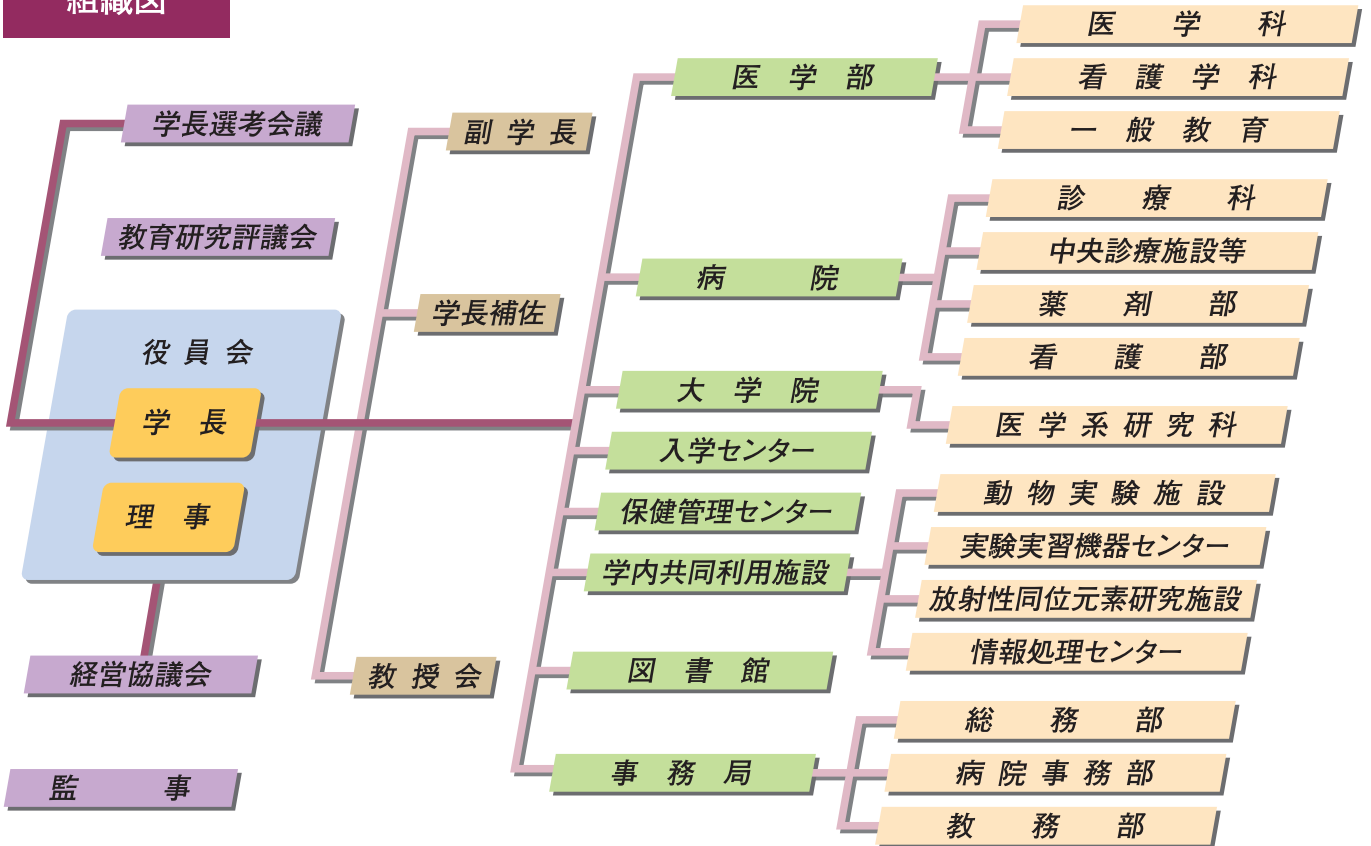 組織図
学長選考会議
教育研究評議会
役員会
学長
理事
経営協議会
監事
副学長
学長補佐
教授会
医学部
医学科
看護学科
一般教育
病院
診療科
中央診療施設等
薬剤部
看護部
大学院
医学系研究科
入学センター
保健管理センター
学内共同利用施設
動物実験施設
実験実習機器センター
放射性同位元素研究施設
情報処理センター
図書館
事務局
総務部
病院事務部
教務部